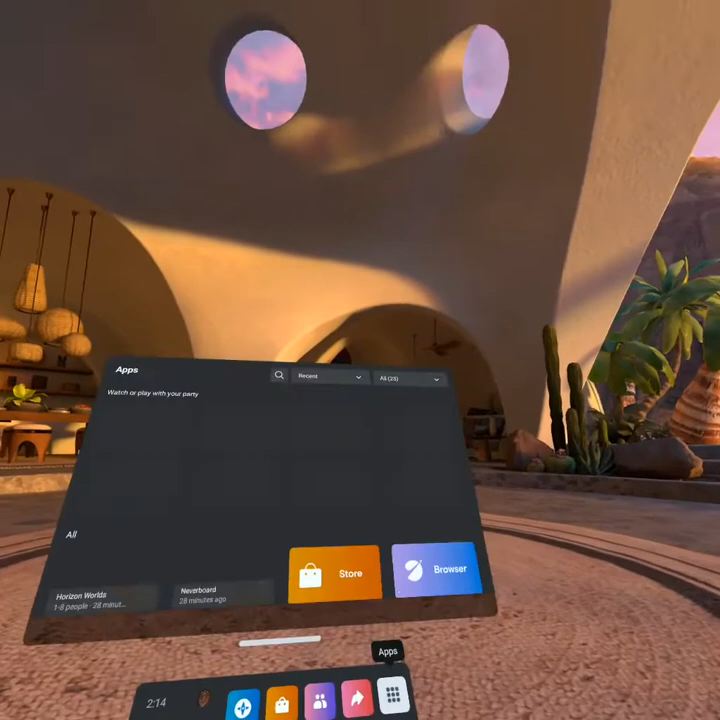 Apps
Recent
All (23)
Watch or play with your party
All
Horizon Worlds
1-8 people · 28 minut...
Neverboard
28 minutes ago
Store
Browser
Apps
2:14